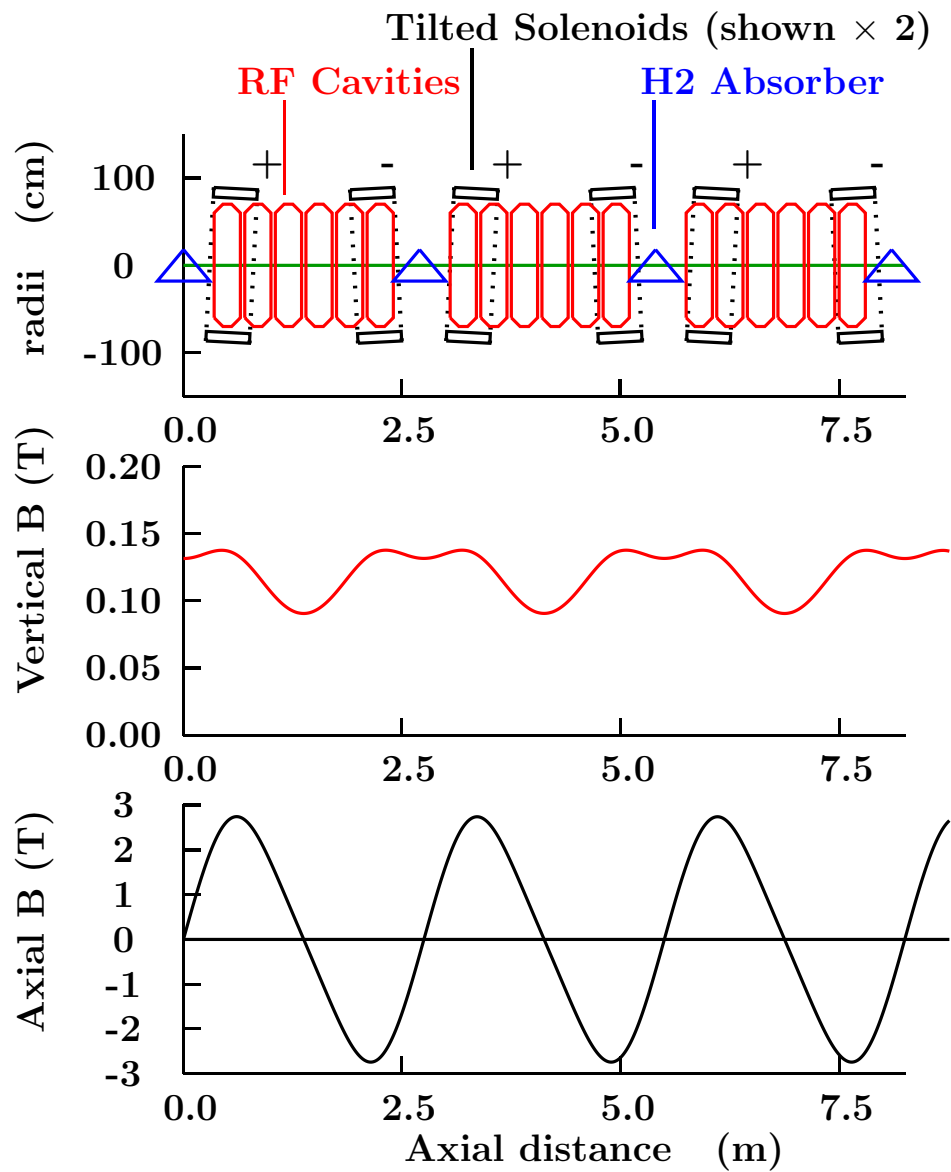 Tilted Solenoids (shown × 2)
RF Cavities
H2 Absorber
+ - + - + -
radii (cm)
100
0
-100
0.0 2.5 5.0 7.5
Vertical B (T)
0.20
0.15
0.10
0.05
0.00
0.0 2.5 5.0 7.5
Axial B (T)
3
2
1
0
-1
-2
-3
0.0 2.5 5.0 7.5
Axial distance (m)